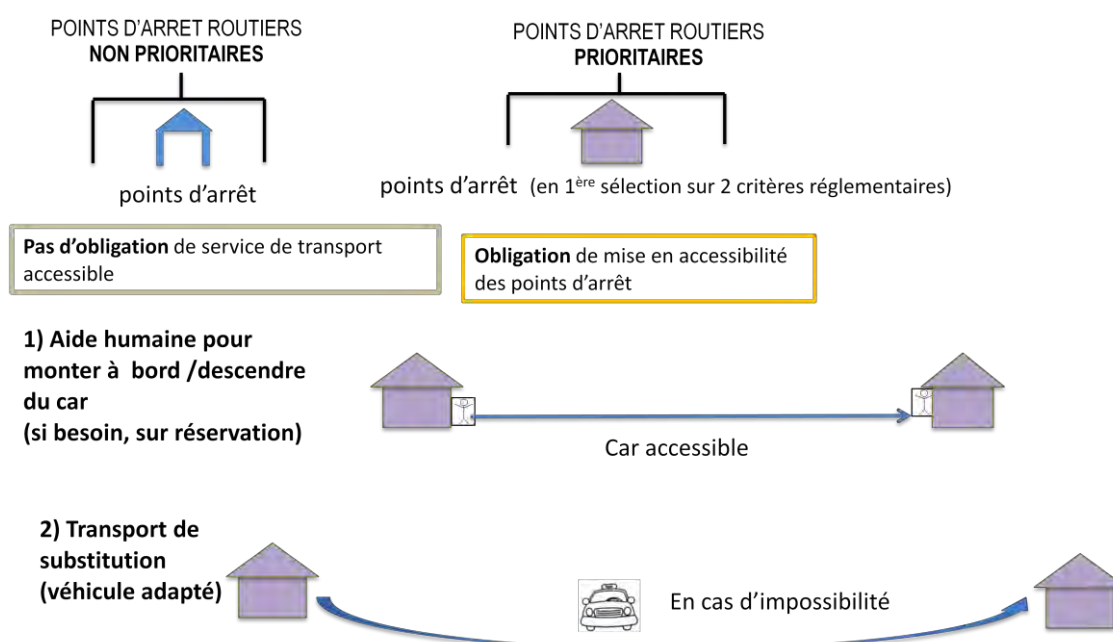 POINTS D'ARRET ROUTIERS
NON PRIORITAIRES
points d'arrêt
POINTS D'ARRET ROUTIERS
PRIORITAIRES
points d'arrêt (en 1ère sélection sur 2 critères réglementaires)
Pas d'obligation de service de transport
accessible
Obligation de mise en accessibilité
des points d'arrêt
1) Aide humaine pour
monter à bord /descendre
du car
(si besoin, sur réservation)
Car accessible
2) Transport de
substitution
(véhicule adapté)
En cas d'impossibilité